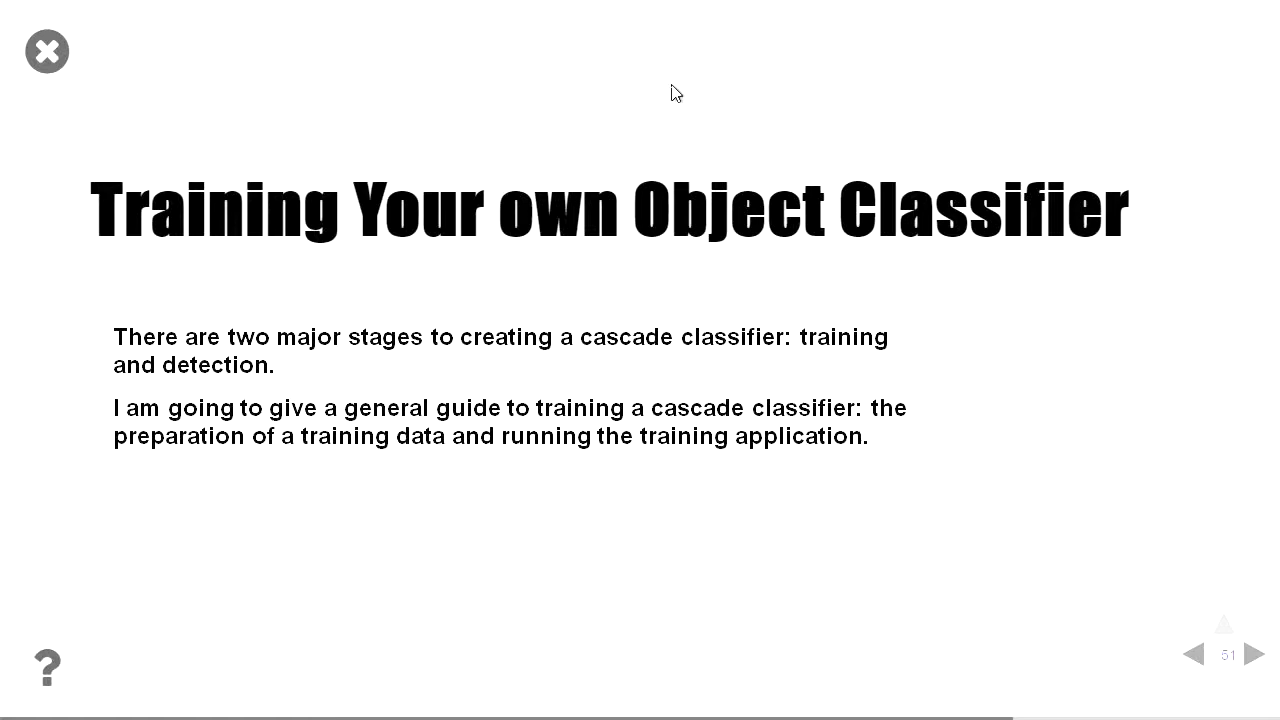 Training Your own Object Classifier
There are two major stages to creating a cascade classifier: training
and detection.
I am going to give a general guide to training a cascade classifier: the
preparation of a training data and running the training application.
?
51